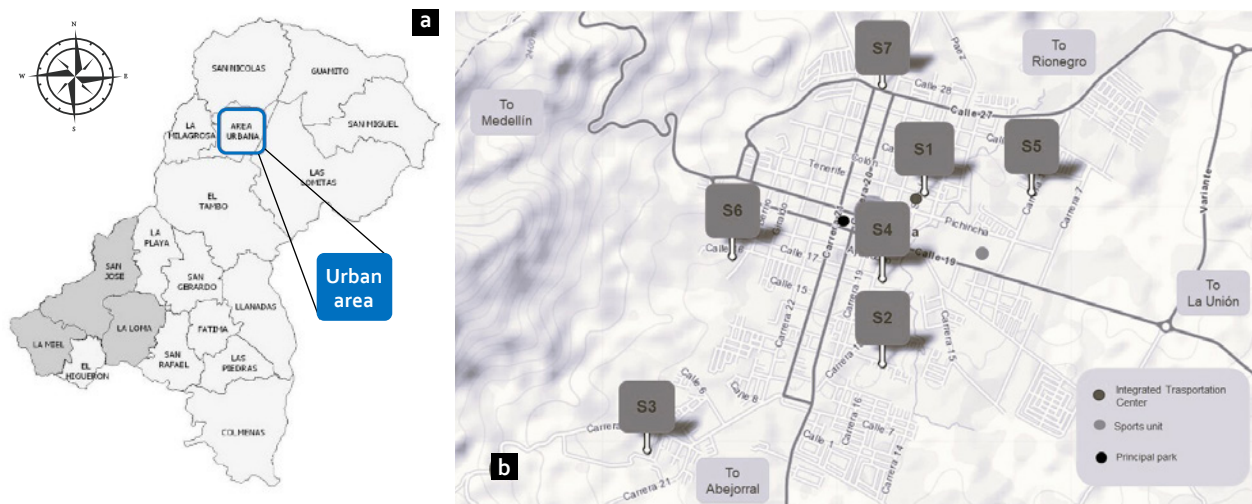 a
N
W
E
S
SAN NICOLAS
GUAMITO
LA
MILAGROSA
AREA
URBANA
SAN MIGUEL
LAS
LOMITAS
EL
TAMBO
LA
PLAYA
SAN
JOSE
SAN
GERARDO
LLANADAS
LA LOMA
FATIMA
LA MIEL
EL
HIGUERON
SAN
RAFAEL
LAS
PIEDRAS
COLMENAS
Urban
area
b
To
Medellín
S7
Paez
To
Rionegro
Calle 28
Calle 27
S1
S5
Colón
Tenerife
Carrera 7
Variante
S6
Giraldo
S4
Pichincha
Calle 19
Calle 17
Calle 15
Carrera 19
Carrera 22
S2
Carrera 15
To
La Unión
S3
Calle 6
Calle 8
Carrera 16
Calle 7
Calle 1
Carrera 14
Carrera 21
To
Abejorral
Integrated Trasportation
Center
Sports unit
Principal park